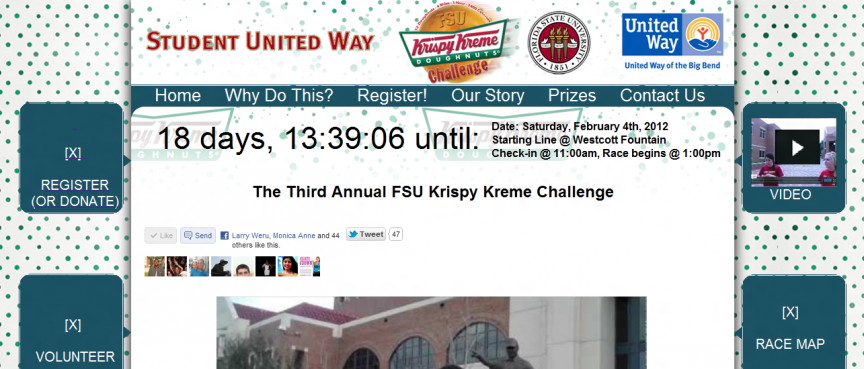 STUDENT UNITED WAY
FSU
Krispy Kreme
DOUGHNUTS
Challenge
FLORIDA STATE UNIVERSITY
1851
United
Way
United Way of the Big Bend
Home Why Do This? Register! Our Story Prizes Contact Us
18 days, 13:39:06 until:
Date: Saturday, February 4th, 2012
Starting Line @ Westcott Fountain
Check-in @ 11:00am, Race begins @ 1:00pm
[X]
REGISTER
(OR DONATE)
VIDEO
The Third Annual FSU Krispy Kreme Challenge
Like Send Larry Weru, Monica Anne and 44
others like this.
Tweet 47
[X]
VOLUNTEER
[X]
RACE MAP